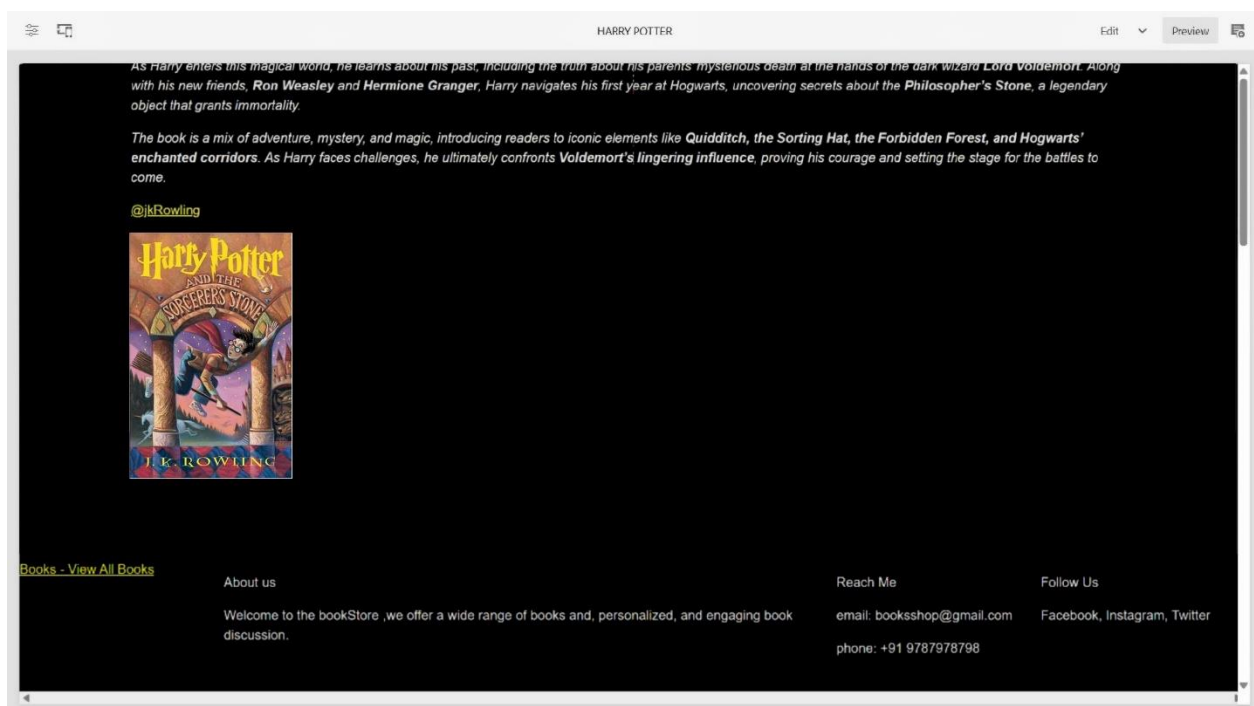 HARRY POTTER
Edit
Preview
As Harry enters this magical world, he learns about his past, including the truth about his parents' mysterious death at the hands of the dark wizard Lord Voldemort. Along
with his new friends, Ron Weasley and Hermione Granger, Harry navigates his first year at Hogwarts, uncovering secrets about the Philosopher's Stone, a legendary
object that grants immortality.
The book is a mix of adventure, mystery, and magic, introducing readers to iconic elements like Quidditch, the Sorting Hat, the Forbidden Forest, and Hogwarts'
enchanted corridors. As Harry faces challenges, he ultimately confronts Voldemort's lingering influence, proving his courage and setting the stage for the battles to
come.
@jkRowling
Harry Potter
AND THE
SORCERER'S STONE
J. K. ROWLING
Books - View All Books
About us
Welcome to the bookStore ,we offer a wide range of books and, personalized, and engaging book
discussion.
Reach Me
email: booksshop@gmail.com
phone: +91 9787978798
Follow Us
Facebook, Instagram, Twitter